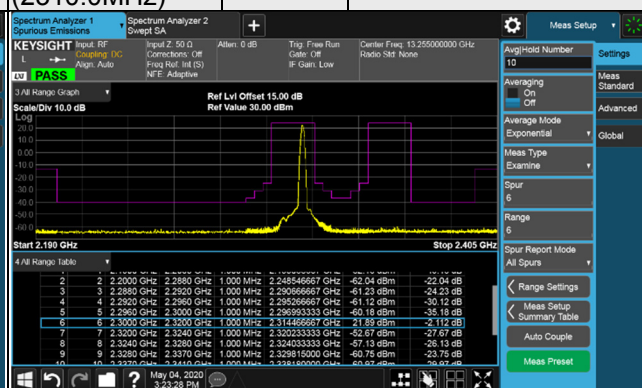 (2310.0MHz)
Spectrum Analyzer 1
Spurious Emissions
Spectrum Analyzer 2
Swept SA
+
Meas Setup
KEYSIGHT
L
LXI
PASS
Input: RF
Coupling: DC
Align: Auto
Input Z: 50 Ω
Corrections: Off
Freq Ref: Int (S)
NFE: Adaptive
Atten: 0 dB
Trig: Free Run
Gate: Off
IF Gain: Low
Center Freq: 13.255000000 GHz
Radio Std: None
3 All Range Graph
Scale/Div 10.0 dB
Ref Lvl Offset 15.00 dB
Ref Value 30.00 dBm
Log
20.0
10.0
0.00
-10.0
-20.0
-30.0
-40.0
-50.0
-60.0
Start 2.190 GHz
Stop 2.405 GHz
4 All Range Table
2 2 2.2000 GHz 2.2880 GHz 1.000 MHz 2.248546667 GHz -62.04 dBm -22.04 dB
3 3 2.2880 GHz 2.2920 GHz 1.000 MHz 2.290666667 GHz -61.23 dBm -24.23 dB
4 4 2.2920 GHz 2.2960 GHz 1.000 MHz 2.295266667 GHz -61.12 dBm -30.12 dB
5 5 2.2960 GHz 2.3000 GHz 1.000 MHz 2.296993333 GHz -60.18 dBm -35.18 dB
6 6 2.3000 GHz 2.3200 GHz 1.000 MHz 2.314466667 GHz 21.89 dBm -2.112 dB
7 7 2.3200 GHz 2.3240 GHz 1.000 MHz 2.320233333 GHz -52.67 dBm -27.67 dB
8 8 2.3240 GHz 2.3280 GHz 1.000 MHz 2.324033333 GHz -57.13 dBm -26.13 dB
9 9 2.3280 GHz 2.3370 GHz 1.000 MHz 2.329815000 GHz -60.75 dBm -23.75 dB
May 04, 2020
3:23:28 PM
Avg|Hold Number
10
Averaging
On
Off
Average Mode
Exponential
Meas Type
Examine
Spur
6
Range
6
Spur Report Mode
All Spurs
Range Settings
Meas Setup
Summary Table
Auto Couple
Meas Preset
Settings
Meas
Standard
Advanced
Global